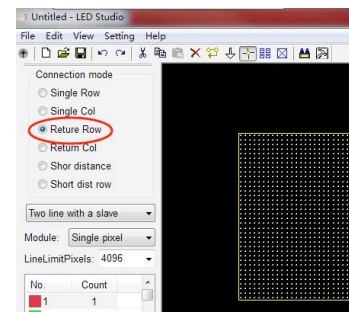 Untitled - LED Studio
File Edit View Setting Help
Connection mode
Single Row
Single Col
Reture Row
Return Col
Shor distance
Short dist row
Two line with a slave
Module: Single pixel
LineLimitPixels: 4096
No. Count
1 1